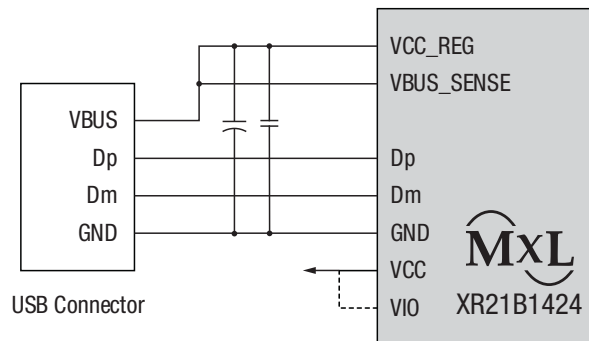 VCC_REG
VBUS_SENSE
VBUS
Dp
Dm
GND
USB Connector
Dp
Dm
GND
VCC
VIO
MxL
XR21B1424